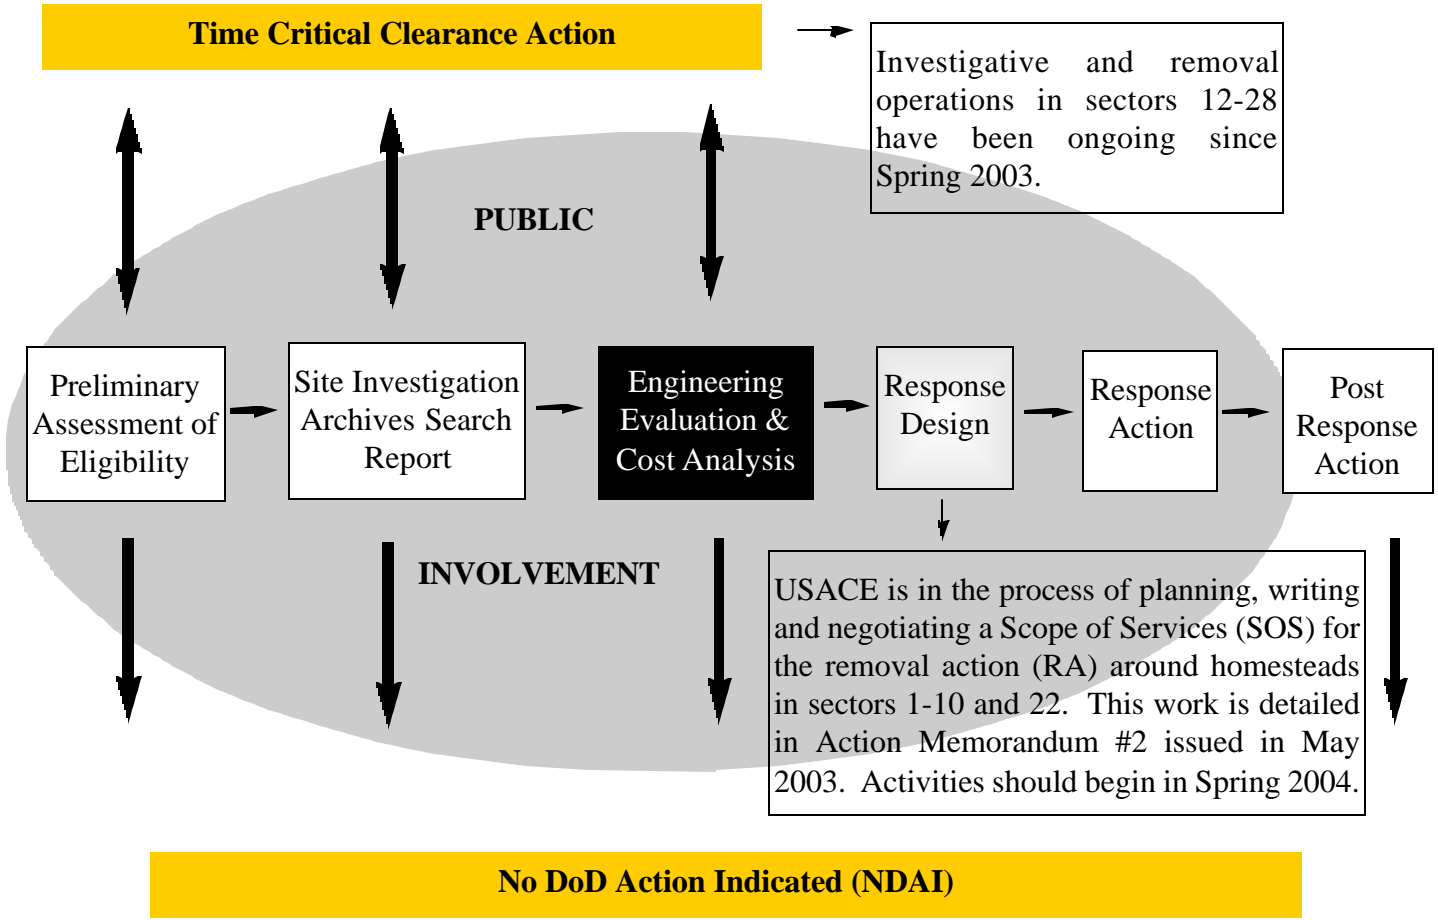 Time Critical Clearance Action
Investigative and removal
operations in sectors 12-28
have been ongoing since
Spring 2003.
PUBLIC
Preliminary
Assessment of
Eligibility
Site Investigation
Archives Search
Report
Engineering
Evaluation &
Cost Analysis
Response
Design
Response
Action
Post
Response
Action
INVOLVEMENT
USACE is in the process of planning, writing
and negotiating a Scope of Services (SOS) for
the removal action (RA) around homesteads
in sectors 1-10 and 22. This work is detailed
in Action Memorandum #2 issued in May
2003. Activities should begin in Spring 2004.
No DoD Action Indicated (NDAI)